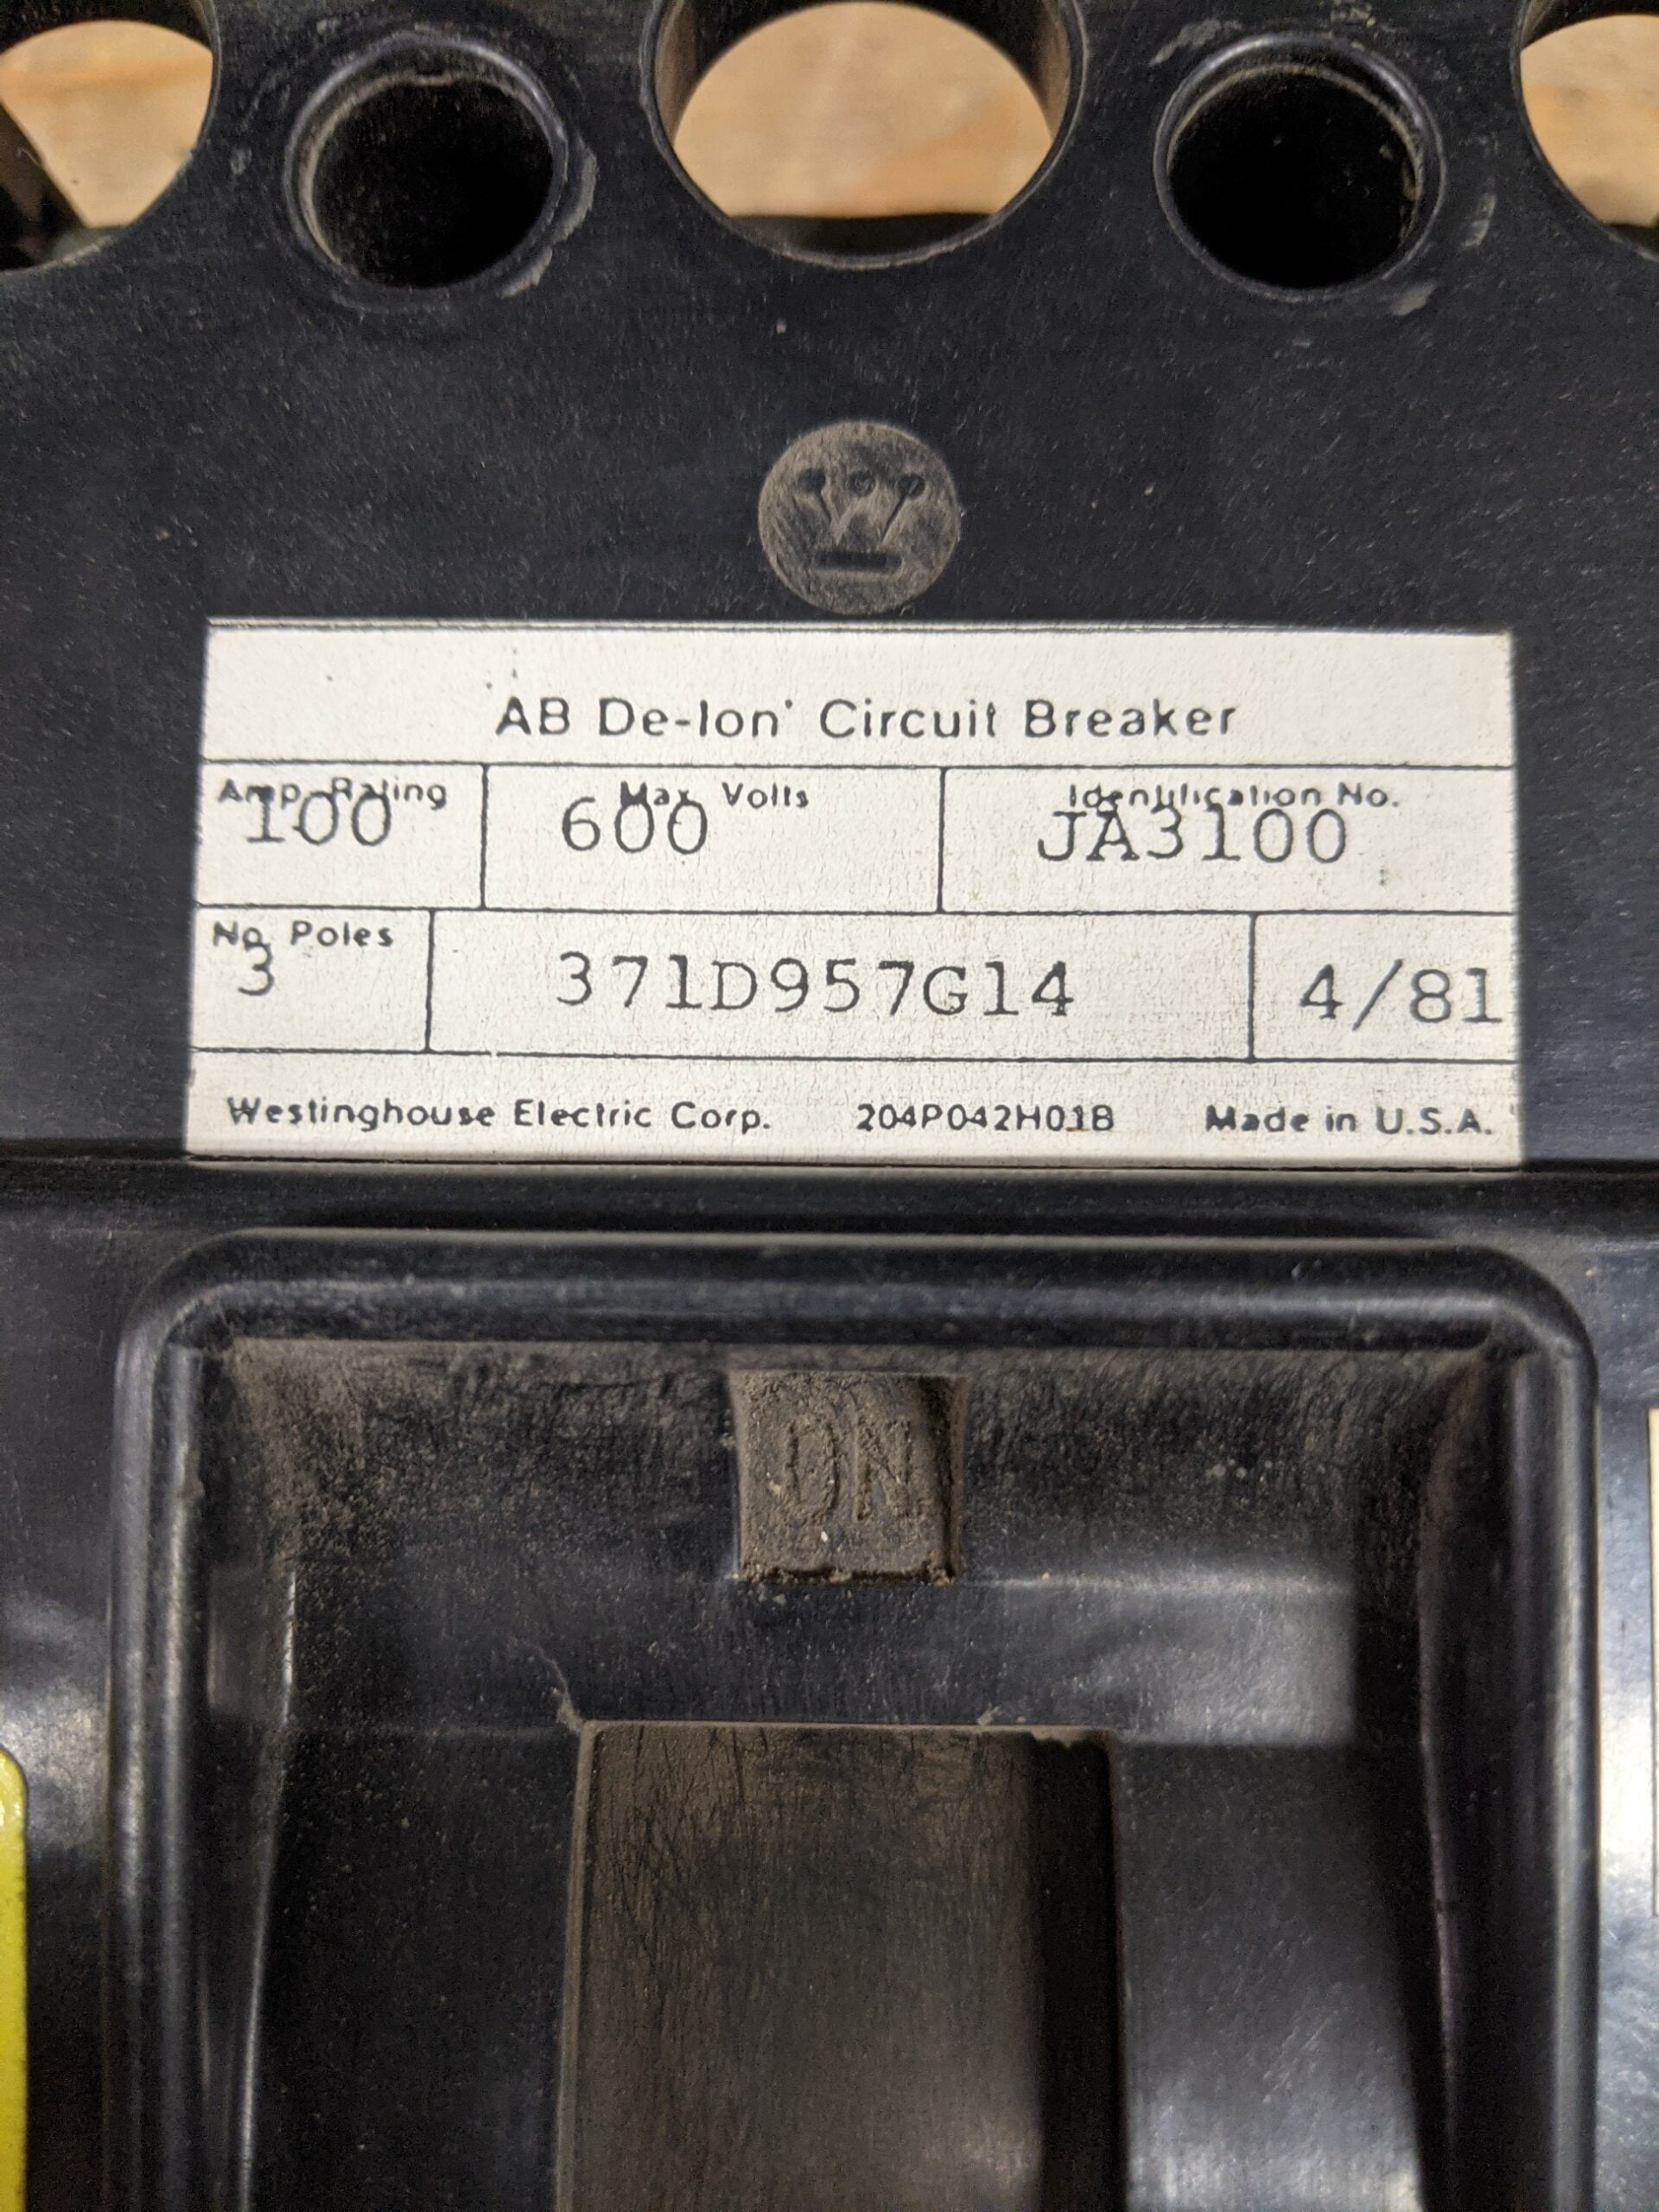 W
AB De-Ion® Circuit Breaker
Amp Rating Max Volts Identification No.
100 600 JA3100
No. Poles
3 371D957G14 4/81
Westinghouse Electric Corp. 204P042H01B Made in U.S.A.
ON